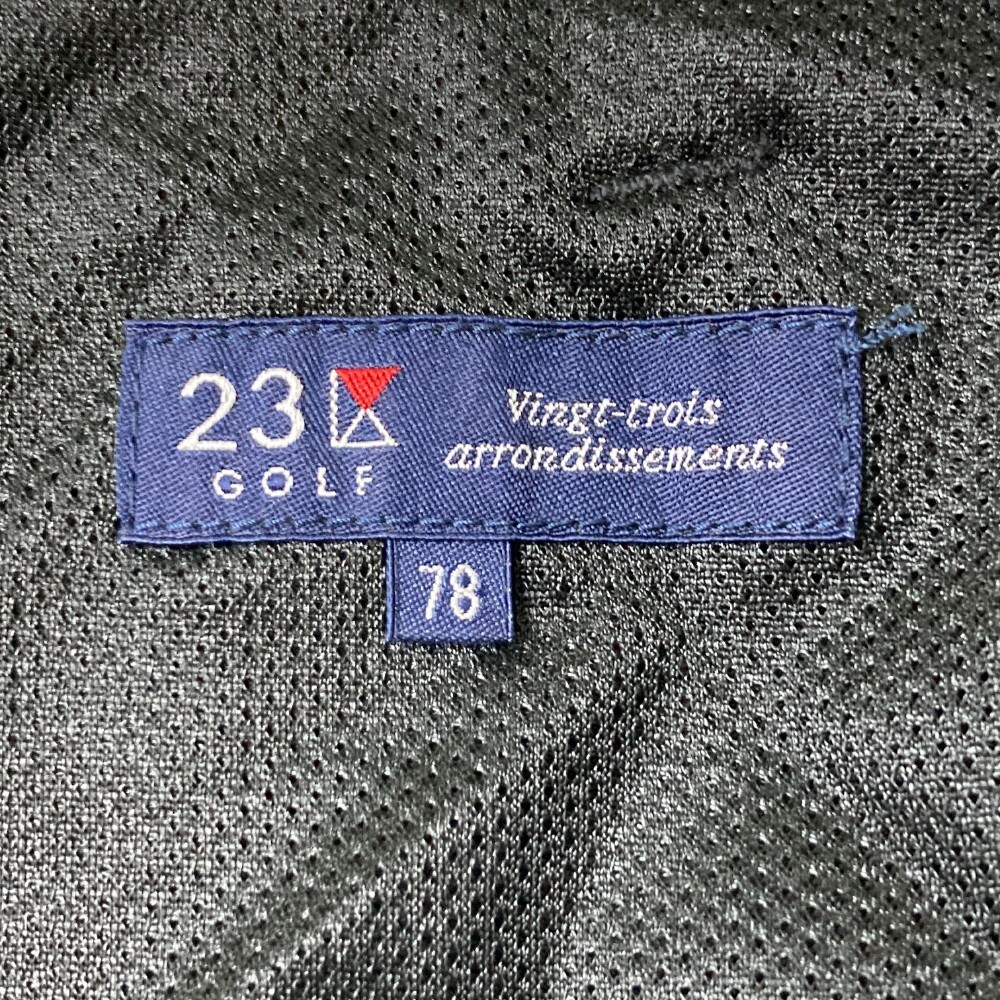 23
GOLF
Vingt-trois
arrondissements
78